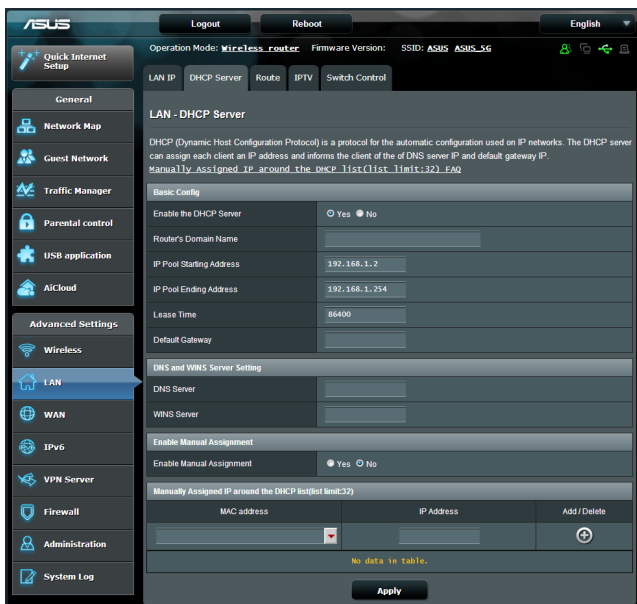 ASUS
Logout
Reboot
English
Quick Internet Setup
Operation Mode: Wireless router Firmware Version: SSID: ASUS ASUS_5G
General
Network Map
Guest Network
Traffic Manager
Parental control
USB application
AiCloud
Advanced Settings
Wireless
LAN
WAN
IPv6
VPN Server
Firewall
Administration
System Log
LAN IP
DHCP Server
Route
IPTV
Switch Control
LAN - DHCP Server
DHCP (Dynamic Host Configuration Protocol) is a protocol for the automatic configuration used on IP networks. The DHCP server
can assign each client an IP address and informs the client of the of DNS server IP and default gateway IP.
Manually Assigned IP around the DHCP list(list limit:32) FAQ
Basic Config
Enable the DHCP Server Yes No
Router's Domain Name
IP Pool Starting Address 192.168.1.2
IP Pool Ending Address 192.168.1.254
Lease Time 86400
Default Gateway
DNS and WINS Server Setting
DNS Server
WINS Server
Enable Manual Assignment
Enable Manual Assignment Yes No
Manually Assigned IP around the DHCP list(list limit:32)
MAC address IP Address Add / Delete
No data in table.
Apply